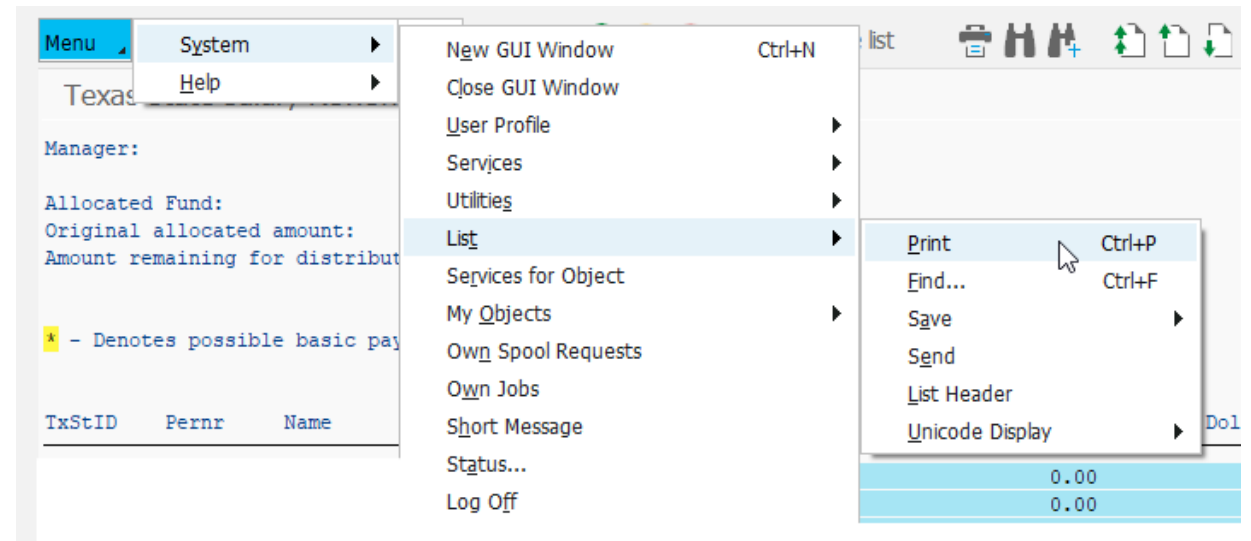 Menu
System
Help
New GUI Window Ctrl+N
Close GUI Window
User Profile
Services
Utilities
List
Services for Object
My Objects
Own Spool Requests
Own Jobs
Short Message
Status...
Log Off
Print Ctrl+P
Find... Ctrl+F
Save
Send
List Header
Unicode Display
list
Texas
Manager:
Allocated Fund:
Original allocated amount:
Amount remaining for distribut
* - Denotes possible basic pay
TxStID Pernr Name Dol
0.00
0.00